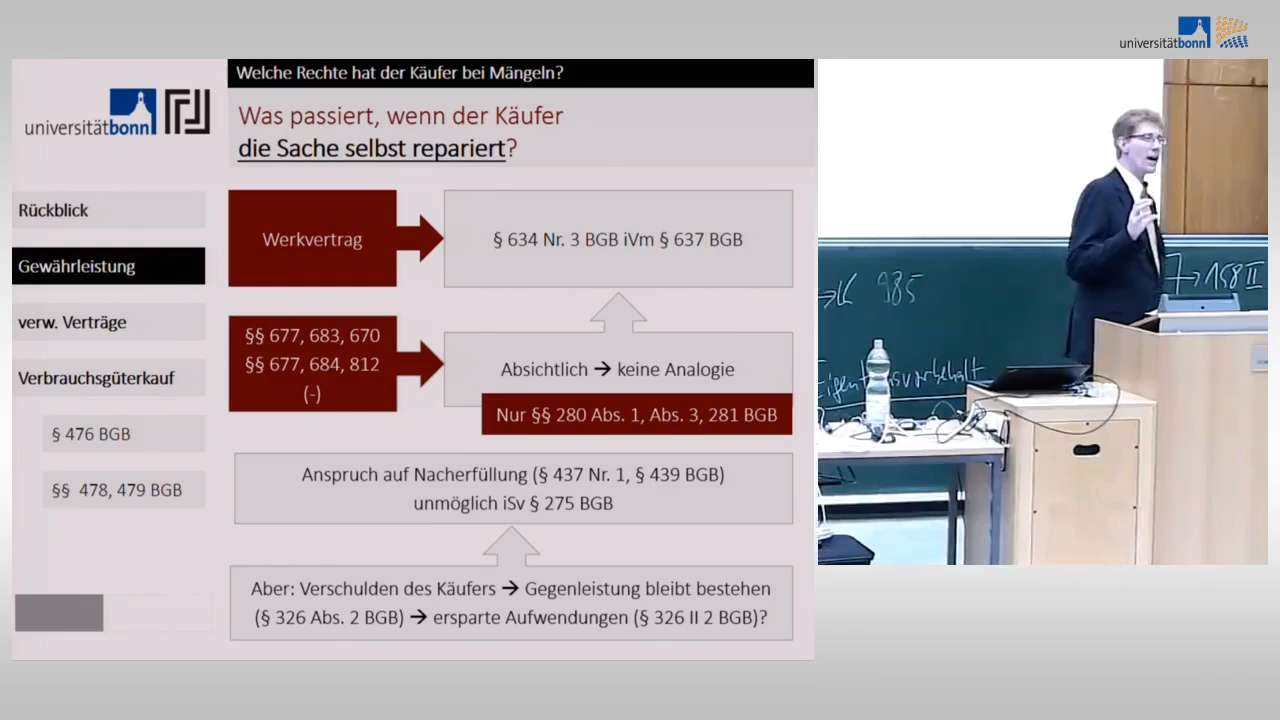 universitätbonn
Welche Rechte hat der Käufer bei Mängeln?
universitätbonn
Was passiert, wenn der Käufer
die Sache selbst repariert?
Rückblick
Gewährleistung
verw. Verträge
Verbrauchsgüterkauf
§ 476 BGB
§§ 478, 479 BGB
Werkvertrag
§ 634 Nr. 3 BGB iVm § 637 BGB
§§ 677, 683, 670
§§ 677, 684, 812
(-)
Absichtlich → keine Analogie
Nur §§ 280 Abs. 1, Abs. 3, 281 BGB
Anspruch auf Nacherfüllung (§ 437 Nr. 1, § 439 BGB)
unmöglich iSv § 275 BGB
Aber: Verschulden des Käufers → Gegenleistung bleibt bestehen
(§ 326 Abs. 2 BGB) → ersparte Aufwendungen (§ 326 II 2 BGB)?
985
→ 158 II
Eigentumsvorbehalt